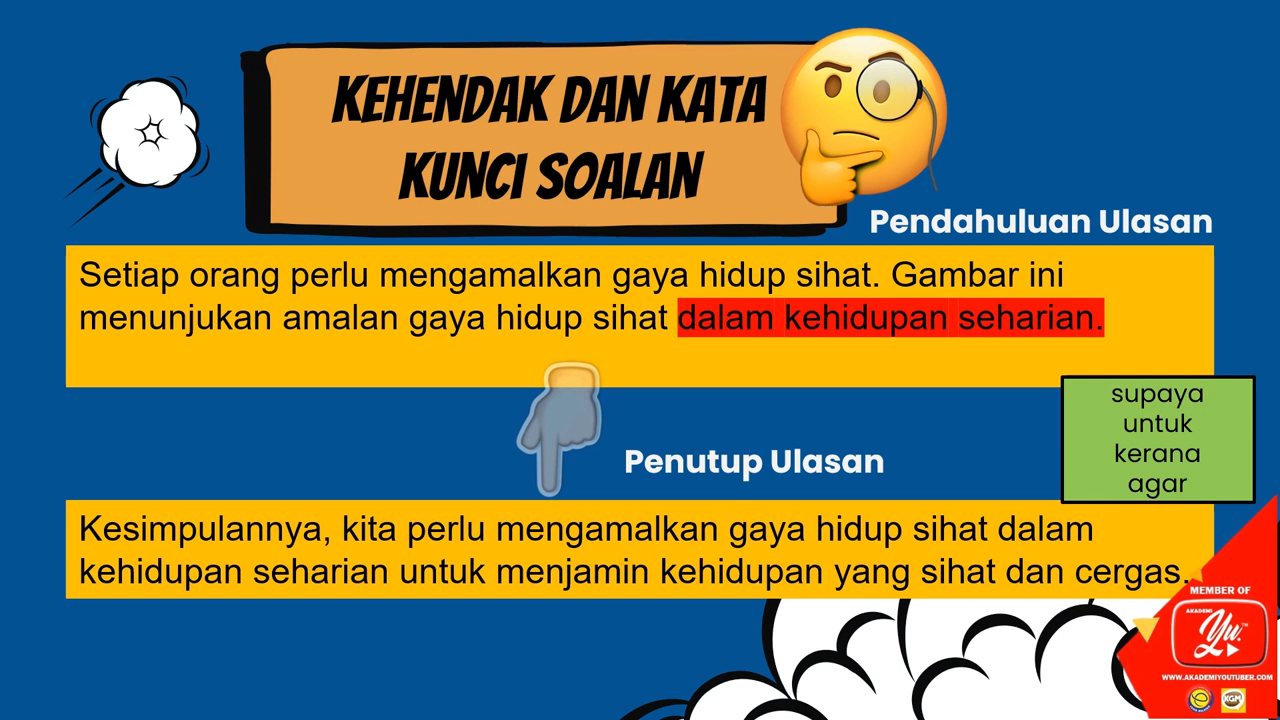 KEHENDAK DAN KATA
KUNCI SOALAN
Pendahuluan Ulasan
Setiap orang perlu mengamalkan gaya hidup sihat. Gambar ini
menunjukan amalan gaya hidup sihat dalam kehidupan seharian.
supaya
untuk
kerana
agar
Penutup Ulasan
Kesimpulannya, kita perlu mengamalkan gaya hidup sihat dalam
kehidupan seharian untuk menjamin kehidupan yang sihat dan cergas.
MEMBER OF
AKADEMI
Yu.
TM
WWW.AKADEMIYOUTUBER.COM
XGM